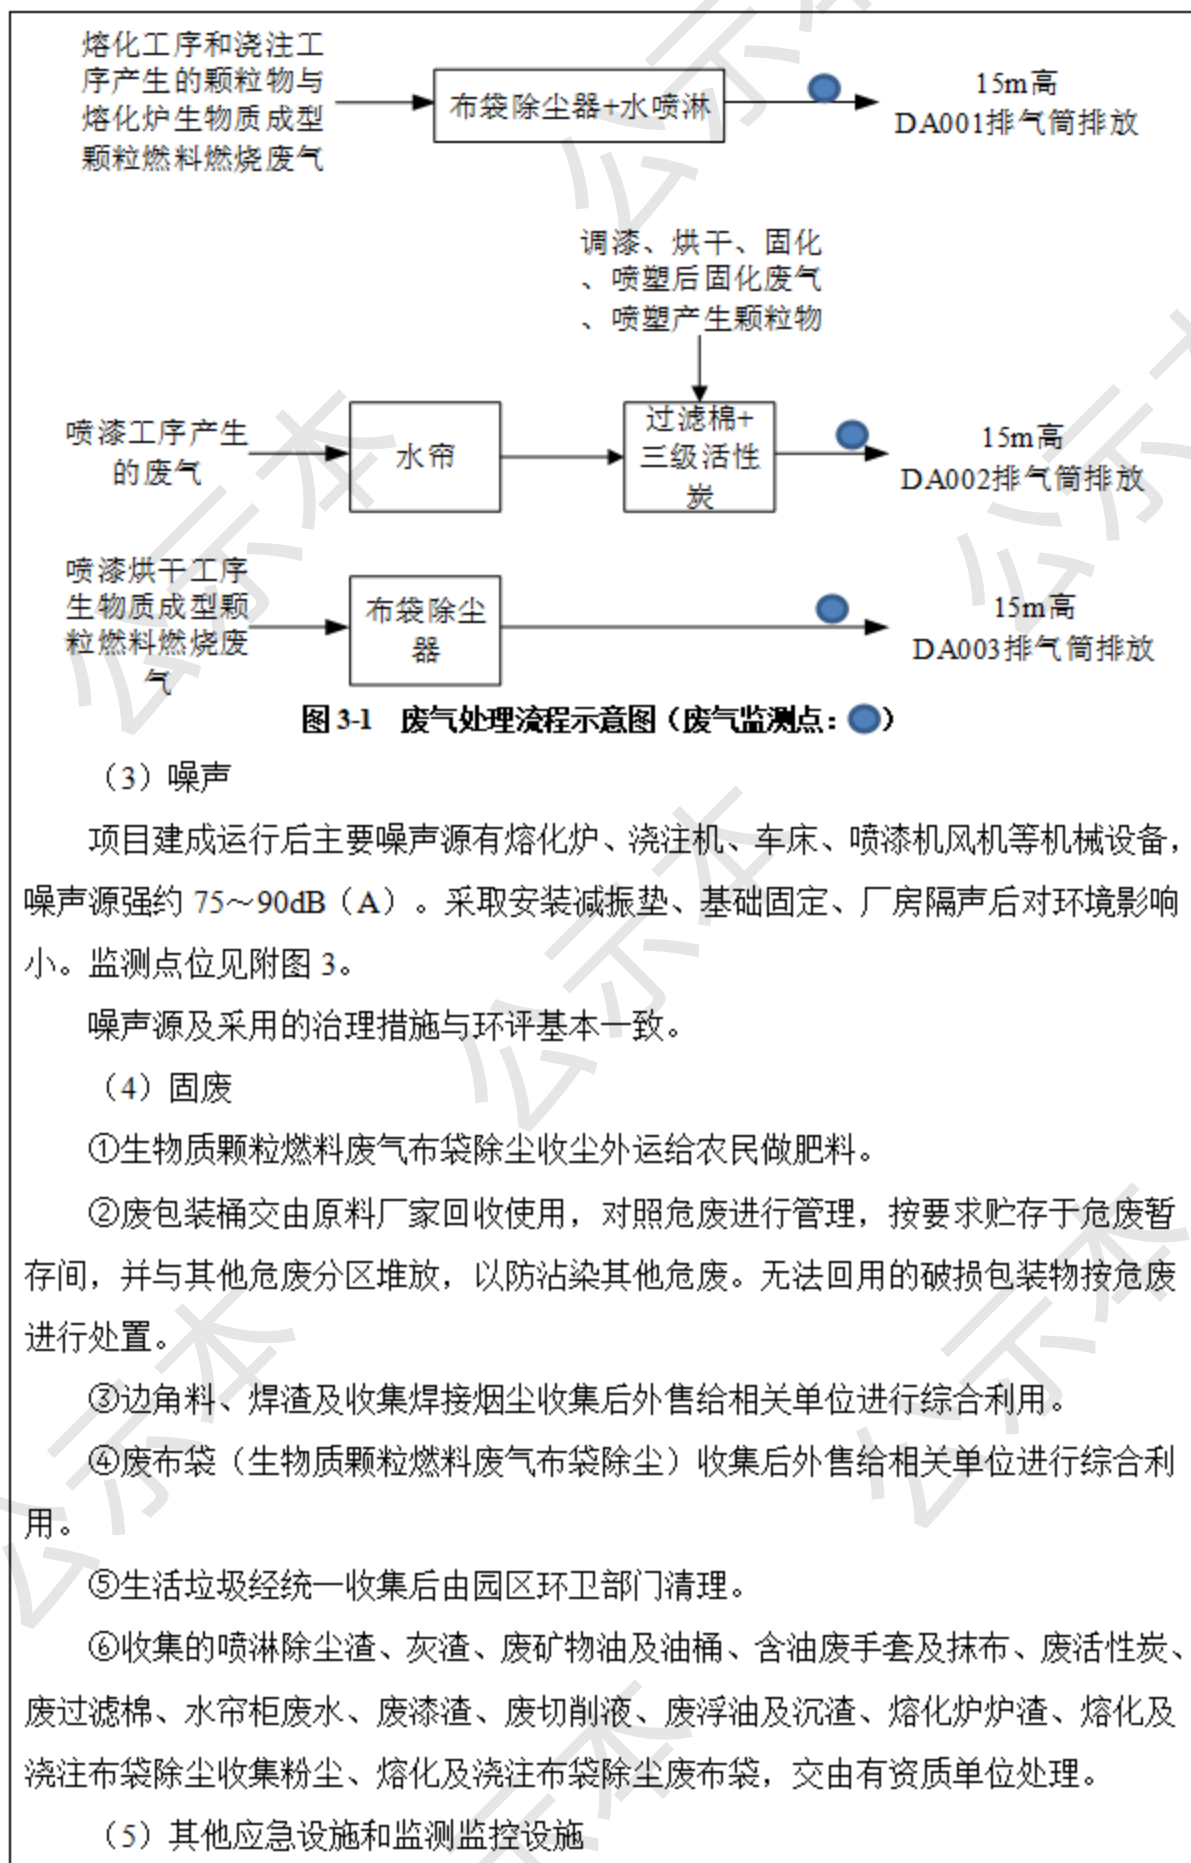 熔化工序和浇注工
序产生的颗粒物与
熔化炉生物质成型
颗粒燃料燃烧废气
布袋除尘器+水喷淋
15m高
DA001排气筒排放
调漆、烘干、固化
、喷塑后固化废气
、喷塑产生颗粒物
喷漆工序产生
的废气
水帘
过滤棉+
三级活性
炭
15m高
DA002排气筒排放
喷漆烘干工序
生物质成型颗
粒燃料燃烧废
气
布袋除尘
器
15m高
DA003排气筒排放
图 3-1 废气处理流程示意图（废气监测点：）
（3）噪声
项目建成运行后主要噪声源有熔化炉、浇注机、车床、喷漆机风机等机械设备，
噪声源强约 75～90dB（A）。采取安装减振垫、基础固定、厂房隔声后对环境影响
小。监测点位见附图 3。
噪声源及采用的治理措施与环评基本一致。
（4）固废
①生物质颗粒燃料废气布袋除尘收尘外运给农民做肥料。
②废包装桶交由原料厂家回收使用，对照危废进行管理，按要求贮存于危废暂
存间，并与其他危废分区堆放，以防沾染其他危废。无法回用的破损包装物按危废
进行处置。
③边角料、焊渣及收集焊接烟尘收集后外售给相关单位进行综合利用。
④废布袋（生物质颗粒燃料废气布袋除尘）收集后外售给相关单位进行综合利
用。
⑤生活垃圾经统一收集后由园区环卫部门清理。
⑥收集的喷淋除尘渣、灰渣、废矿物油及油桶、含油废手套及抹布、废活性炭、
废过滤棉、水帘柜废水、废漆渣、废切削液、废浮油及沉渣、熔化炉炉渣、熔化及
浇注布袋除尘收集粉尘、熔化及浇注布袋除尘废布袋，交由有资质单位处理。
（5）其他应急设施和监测监控设施
公示本
公示本
公示本
公示本
公示本
公示本
公示本